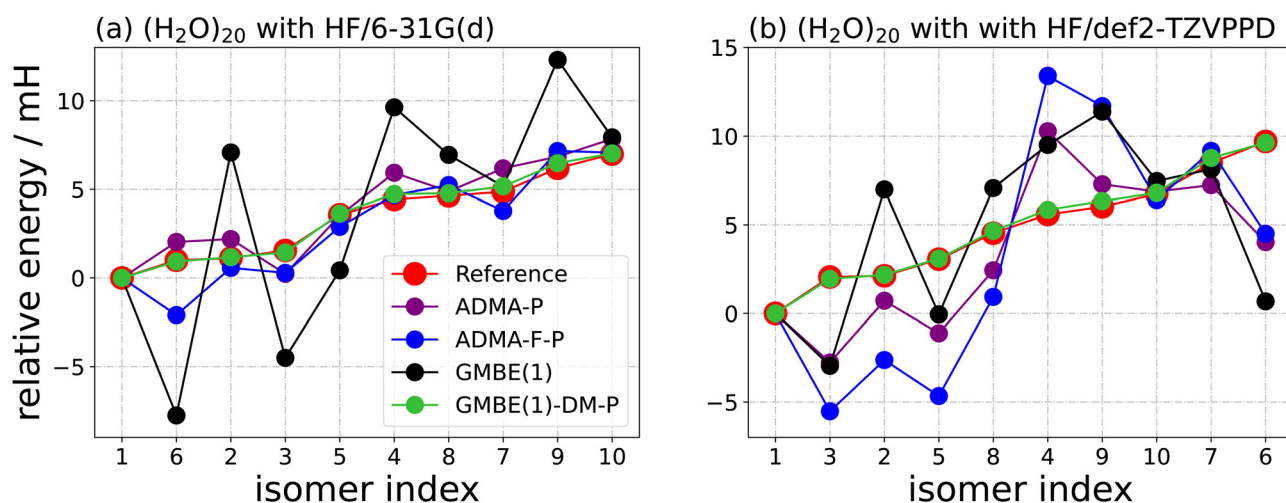 (a) (H₂O)₂₀ with HF/6-31G(d)
relative energy / mH
10
5
0
−5
Reference
ADMA-P
ADMA-F-P
GMBE(1)
GMBE(1)-DM-P
1 6 2 3 5 4 8 7 9 10
isomer index
(b) (H₂O)₂₀ with with HF/def2-TZVPPD
15
10
5
0
−5
1 3 2 5 8 4 9 10 7 6
isomer index